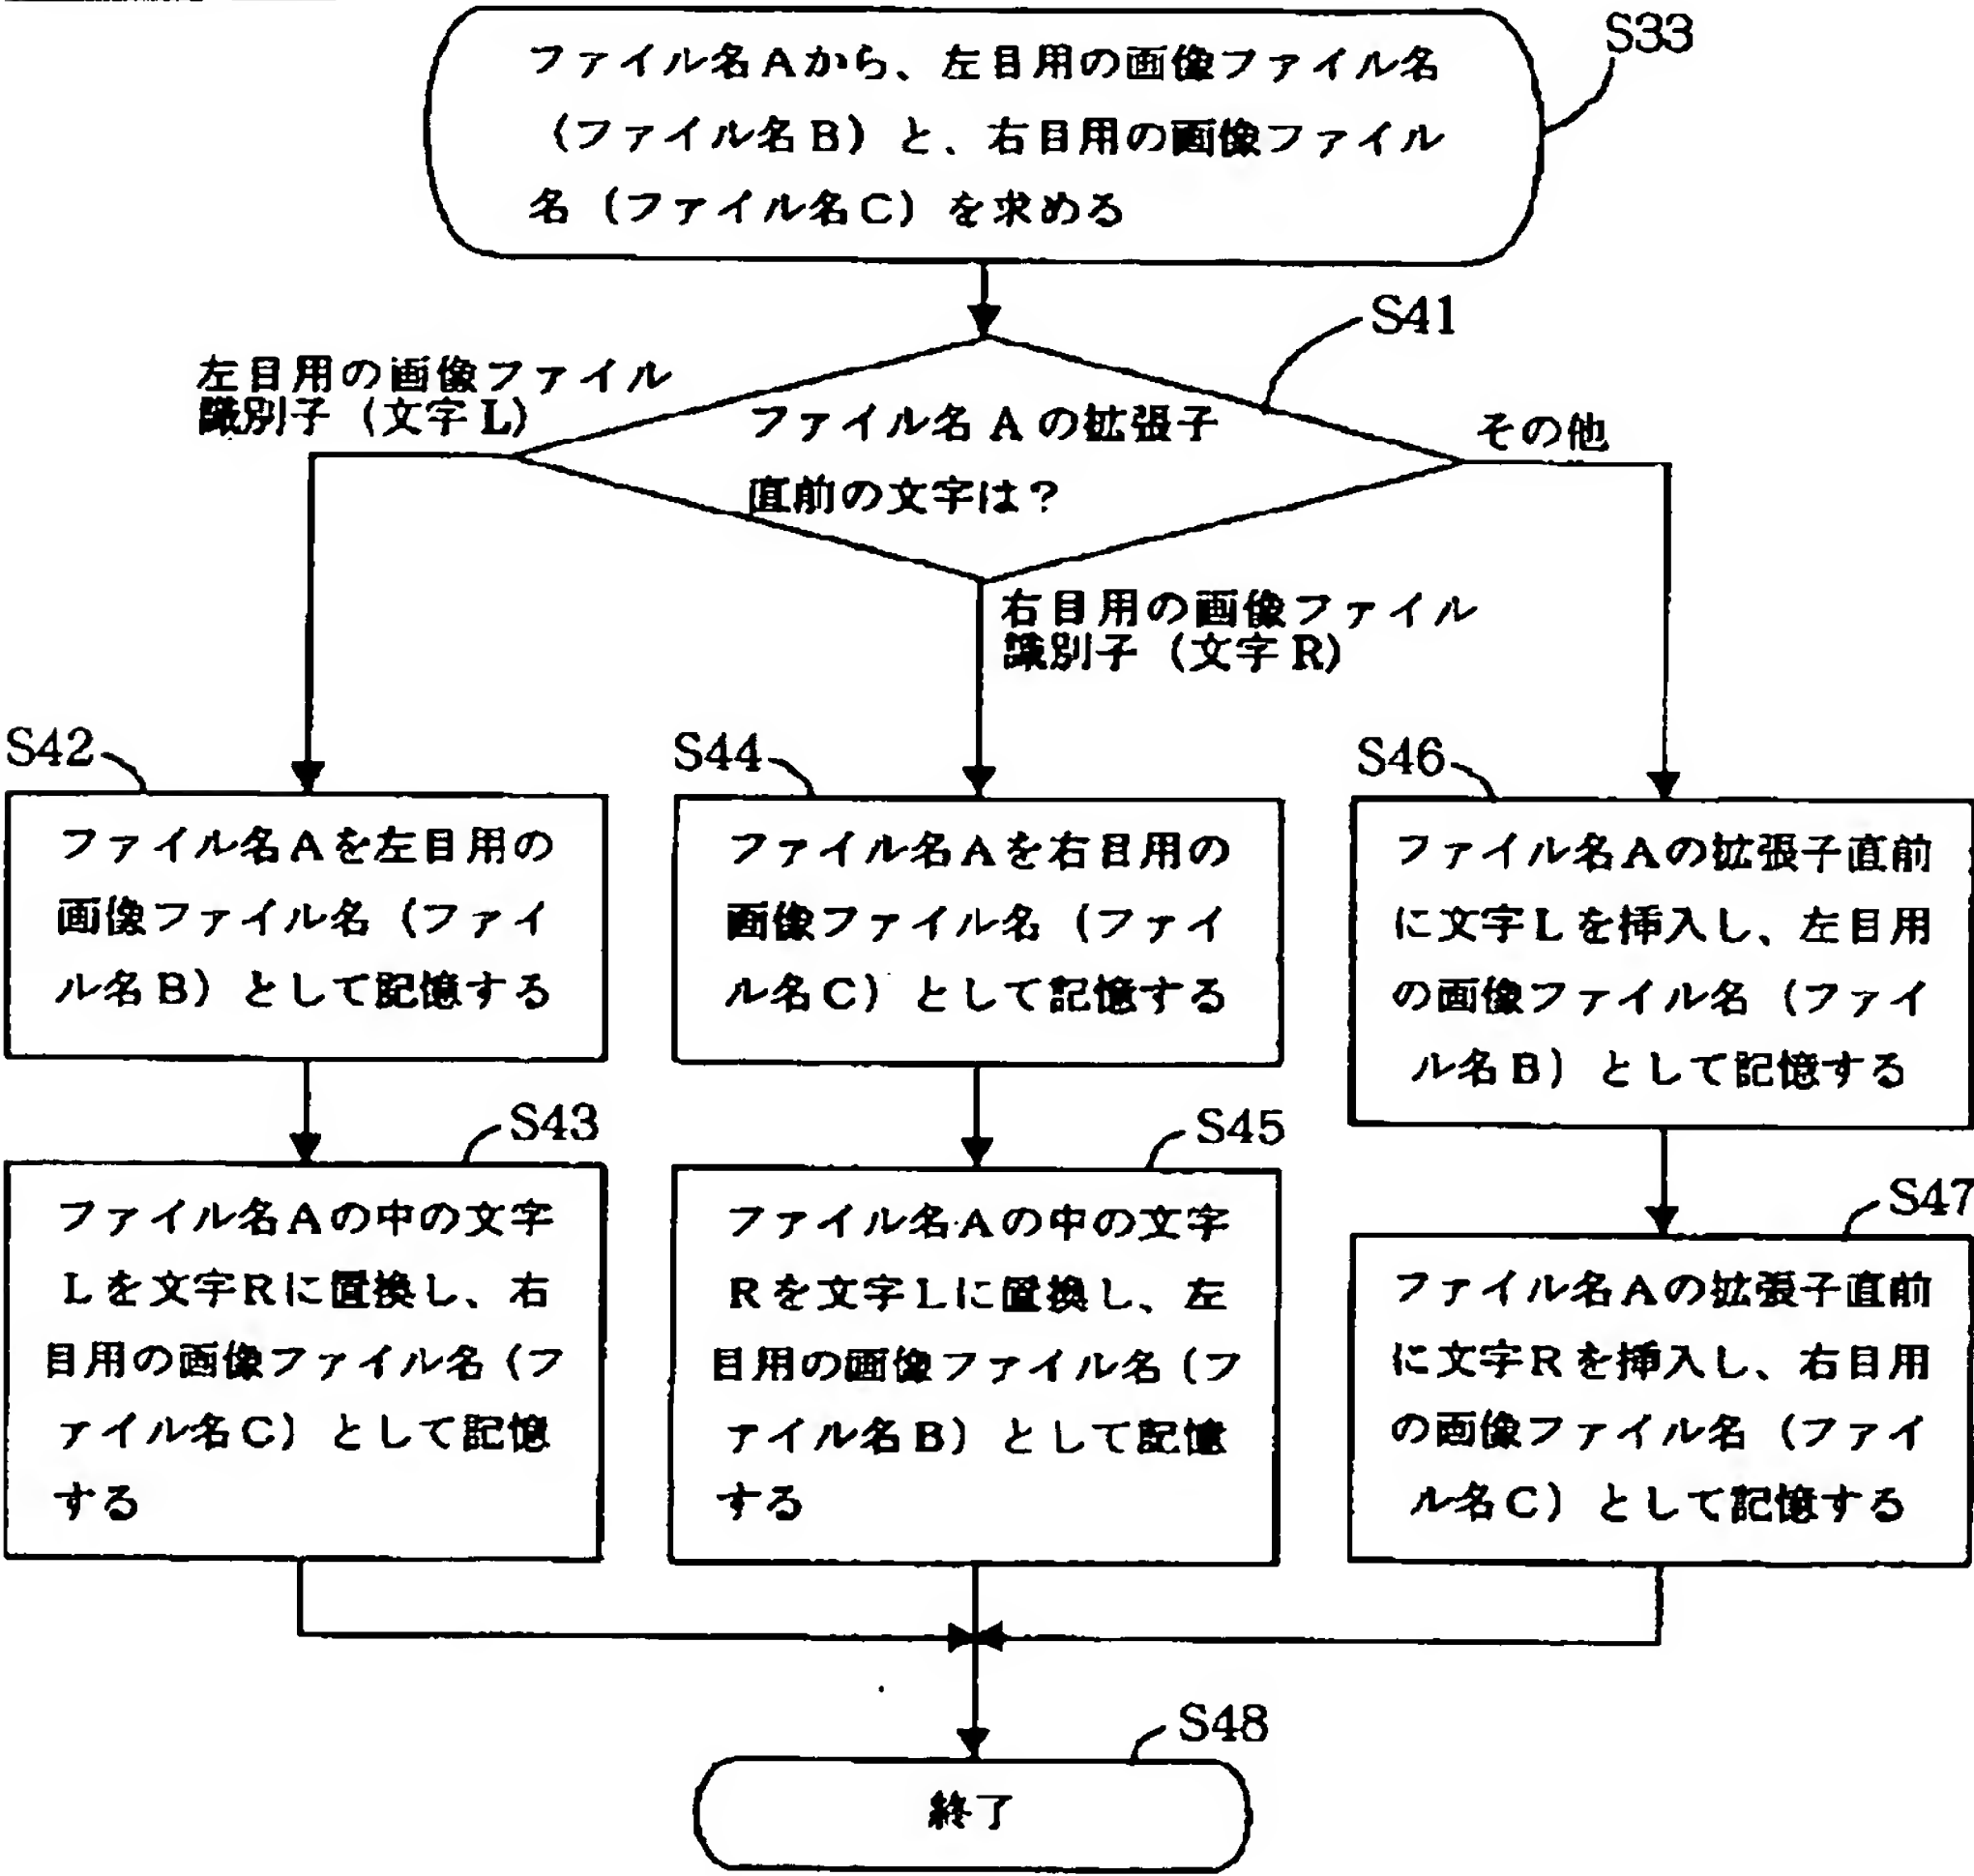 S33
ファイル名Aから、左目用の画像ファイル名
（ファイル名B）と、右目用の画像ファイル
名（ファイル名C）を求める
S41
左目用の画像ファイル
識別子（文字L）
ファイル名Aの拡張子
直前の文字は？
その他
右目用の画像ファイル
識別子（文字R）
S42
ファイル名Aを左目用の
画像ファイル名（ファイ
ル名B）として記憶する
S44
ファイル名Aを右目用の
画像ファイル名（ファイ
ル名C）として記憶する
S46
ファイル名Aの拡張子直前
に文字Lを挿入し、左目用
の画像ファイル名（ファイ
ル名B）として記憶する
S43
ファイル名Aの中の文字
Lを文字Rに置換し、右
目用の画像ファイル名（フ
ァイル名C）として記憶
する
S45
ファイル名Aの中の文字
Rを文字Lに置換し、左
目用の画像ファイル名（フ
ァイル名B）として記憶
する
S47
ファイル名Aの拡張子直前
に文字Rを挿入し、右目用
の画像ファイル名（ファイ
ル名C）として記憶する
S48
終了